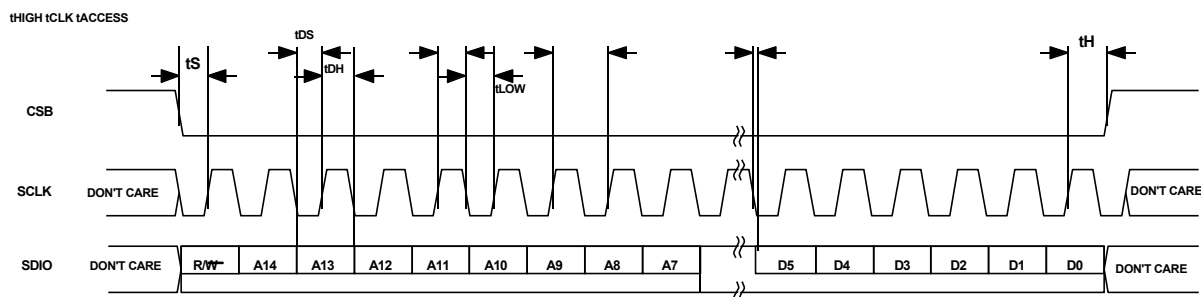 tHIGH tCLK tACCESS
tDS
tS
tDH
tLOW
tH
CSB
SCLK DON'T CARE DON'T CARE
SDIO DON'T CARE R/W A14 A13 A12 A11 A10 A9 A8 A7 D5 D4 D3 D2 D1 D0 DON'T CARE